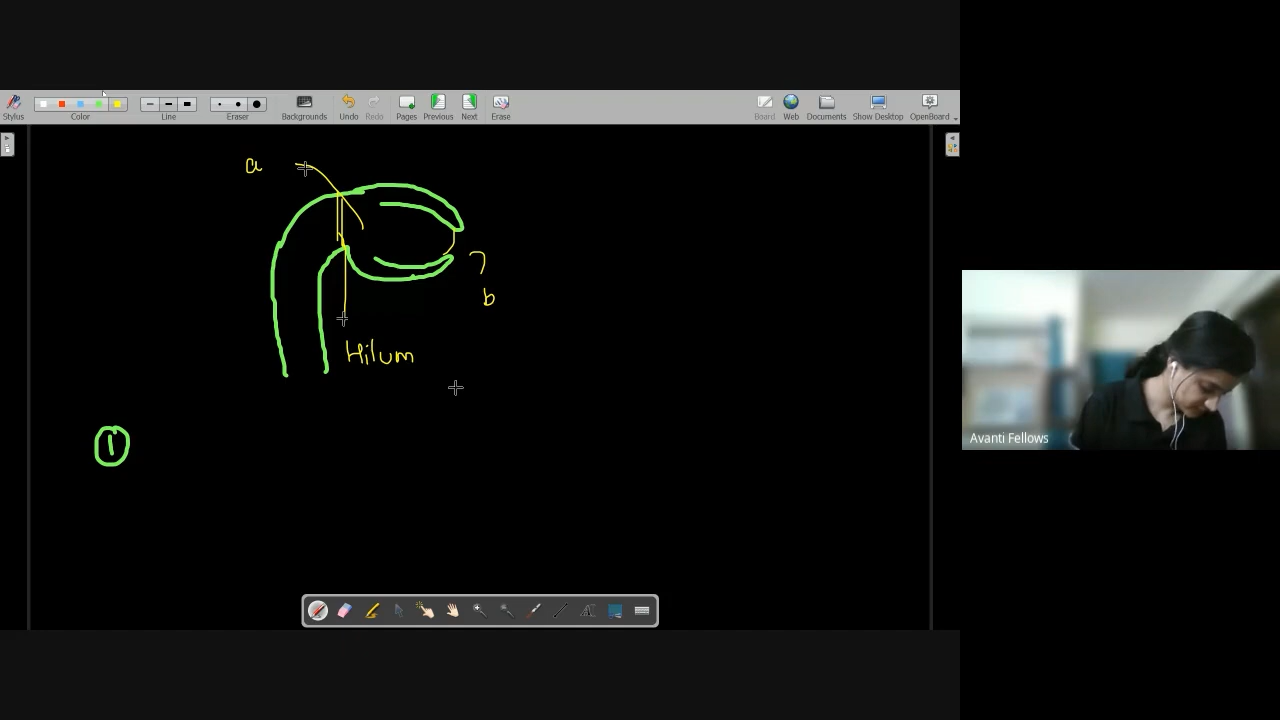 Stylus
Color
Line
Eraser
Backgrounds
Undo
Redo
Pages
Previous
Next
Erase
Board
Web
Documents
Show Desktop
OpenBoard
a
b
Hilum
1
Avanti Fellows